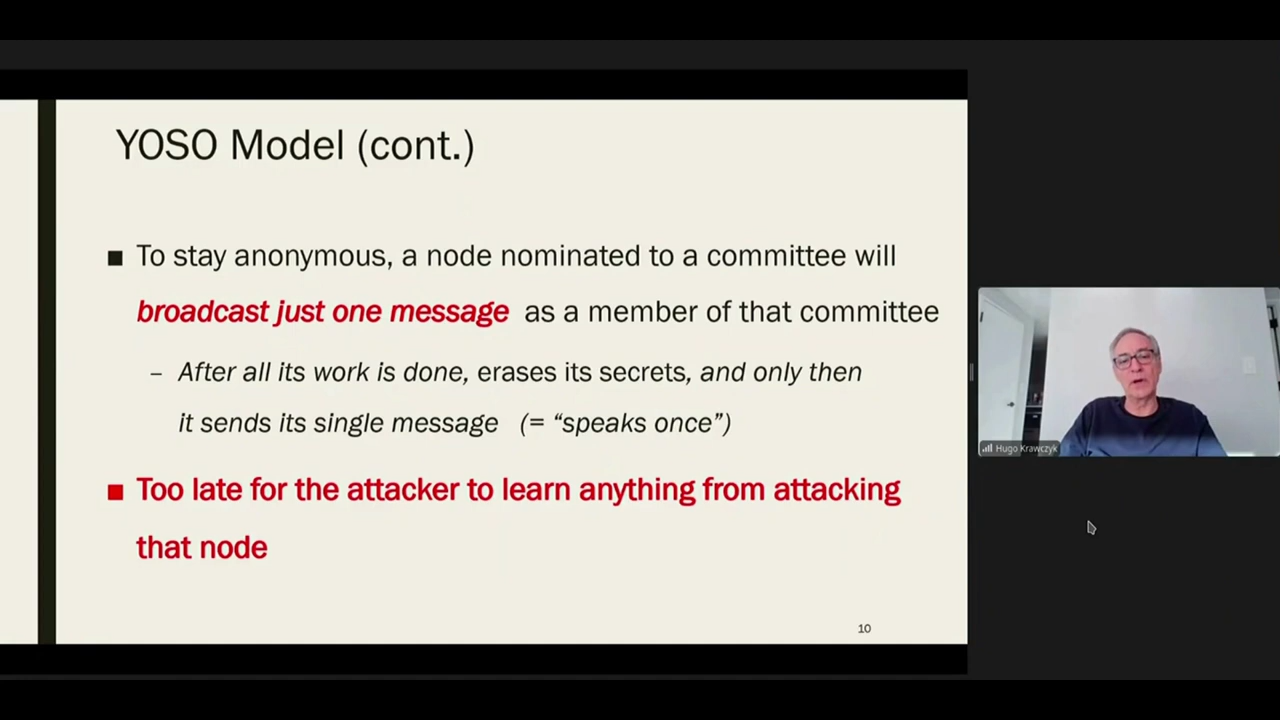 YOSO Model (cont.)
■ To stay anonymous, a node nominated to a committee will
broadcast just one message as a member of that committee
– After all its work is done, erases its secrets, and only then
it sends its single message (= “speaks once”)
■ Too late for the attacker to learn anything from attacking
that node
10
Hugo Krawczyk